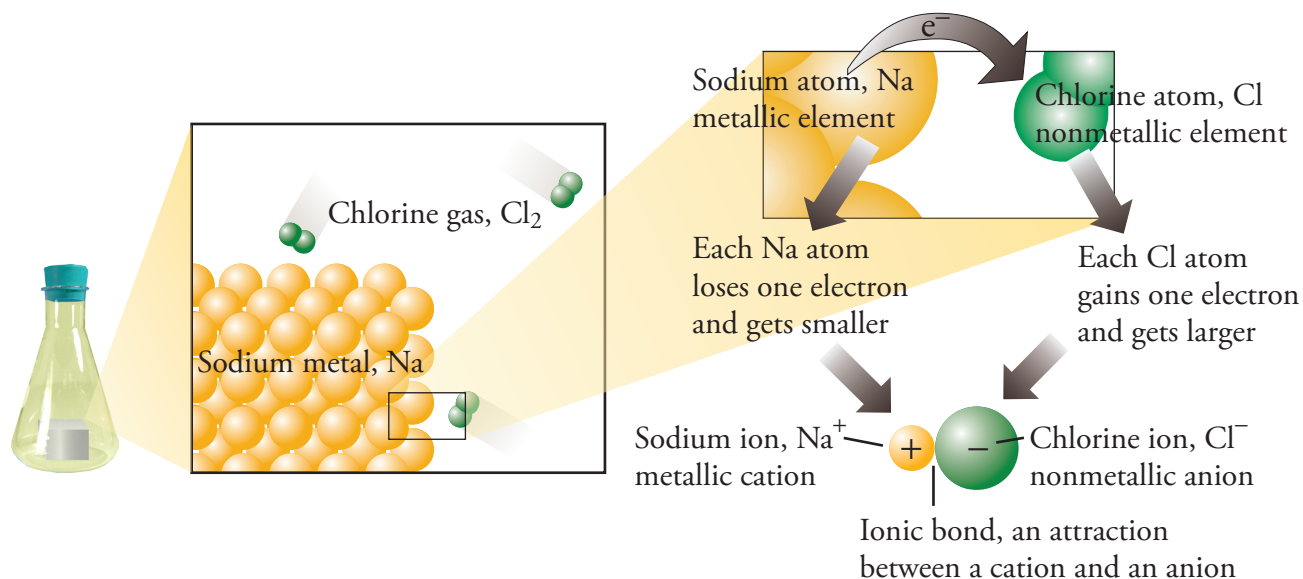 Chlorine gas, Cl₂
Sodium metal, Na
e⁻
Sodium atom, Na
metallic element
Chlorine atom, Cl
nonmetallic element
Each Na atom
loses one electron
and gets smaller
Each Cl atom
gains one electron
and gets larger
Sodium ion, Na⁺
metallic cation
+
−
Chlorine ion, Cl⁻
nonmetallic anion
Ionic bond, an attraction
between a cation and an anion